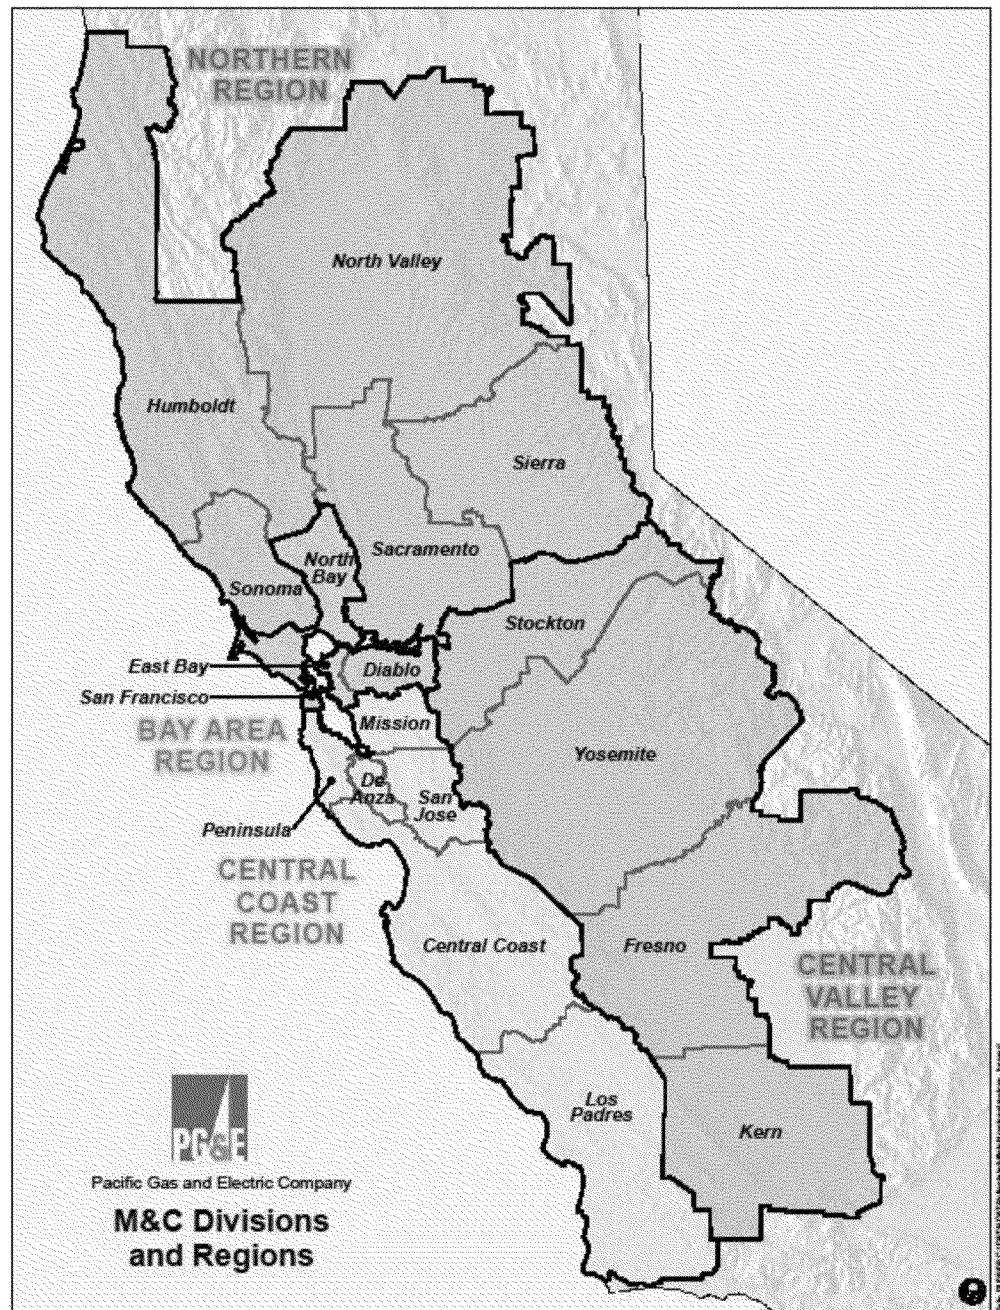 NORTHERN
REGION
North Valley
Humboldt
Sierra
Sacramento
North
Bay
Sonoma
Stockton
East Bay
Diablo
San Francisco
Mission
BAY AREA
REGION
Yosemite
De
Anza
San
Jose
Peninsula
CENTRAL
COAST
REGION
Central Coast
Fresno
CENTRAL
VALLEY
REGION
Los
Padres
Kern
PG&E
Pacific Gas and Electric Company
M&C Divisions
and Regions